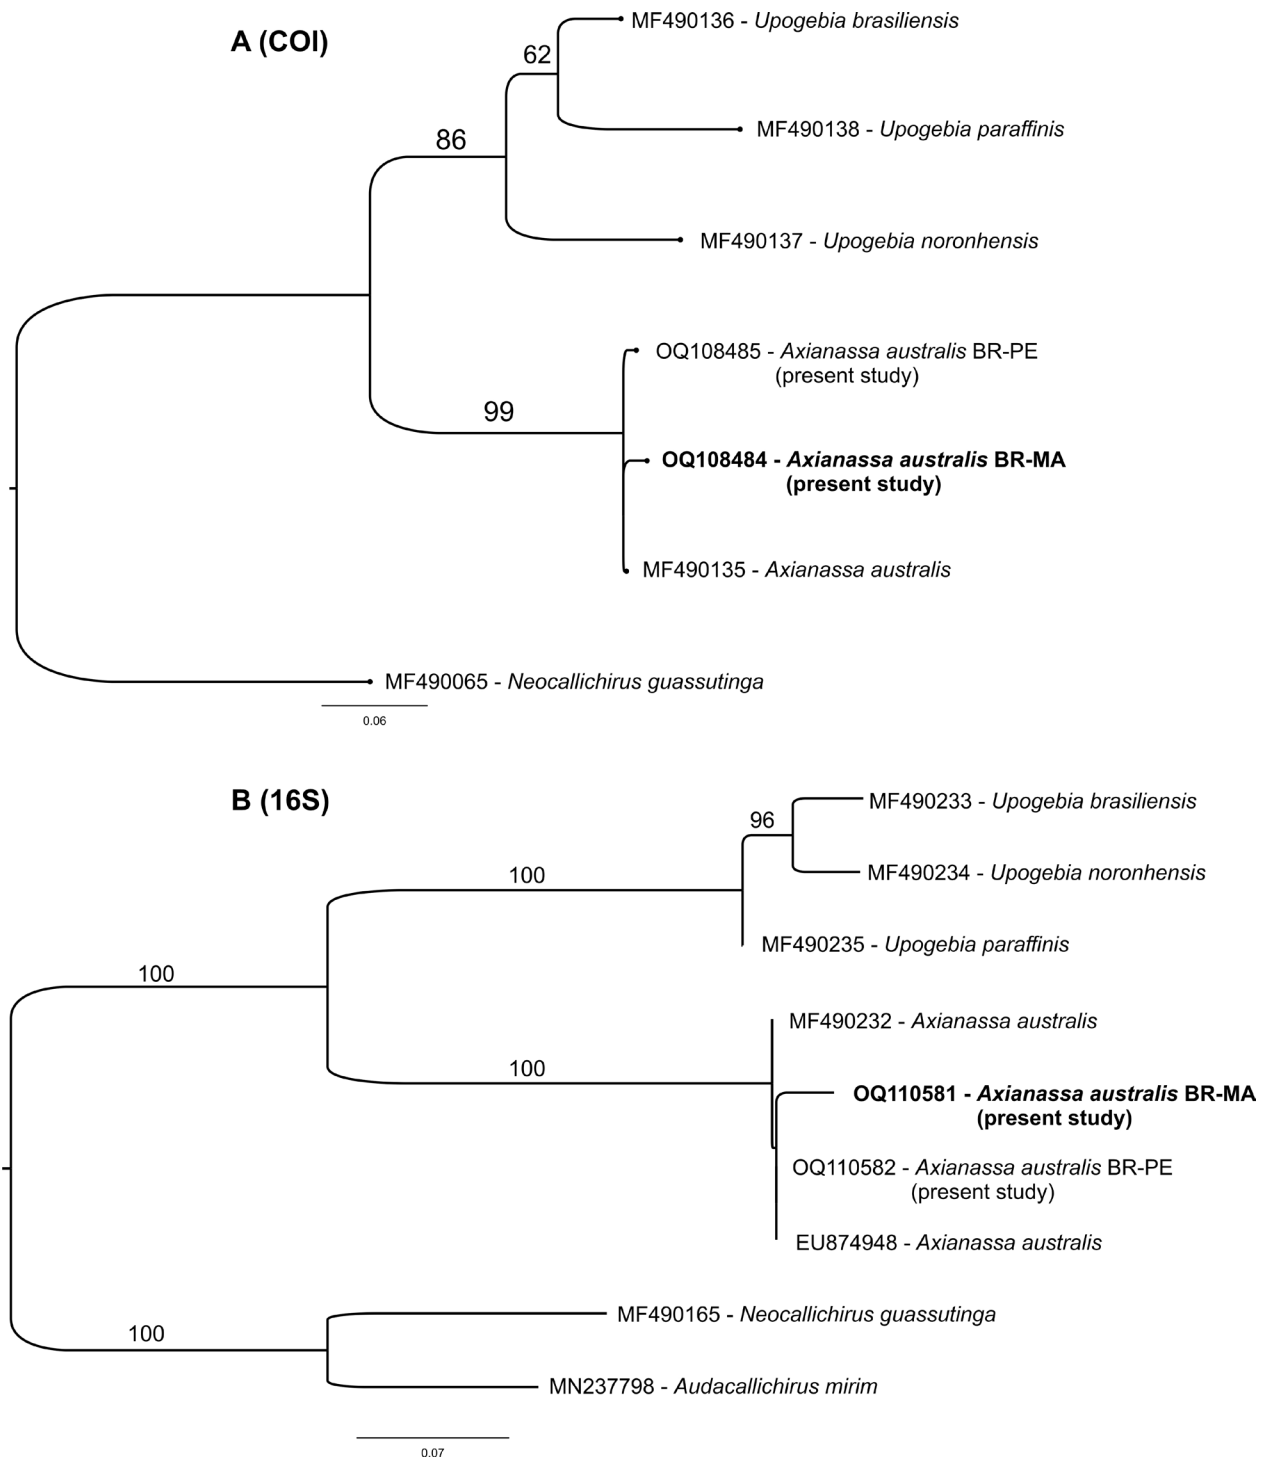 A (COI)
MF490136 - Upogebia brasiliensis
62
MF490138 - Upogebia paraffinis
86
MF490137 - Upogebia noronhensis
OQ108485 - Axianassa australis BR-PE
(present study)
99
OQ108484 - Axianassa australis BR-MA
(present study)
MF490135 - Axianassa australis
MF490065 - Neocallichirus guassutinga
0.06
B (16S)
MF490233 - Upogebia brasiliensis
96
MF490234 - Upogebia noronhensis
100
MF490235 - Upogebia paraffinis
100
MF490232 - Axianassa australis
100
OQ110581 - Axianassa australis BR-MA
(present study)
OQ110582 - Axianassa australis BR-PE
(present study)
EU874948 - Axianassa australis
MF490165 - Neocallichirus guassutinga
100
MN237798 - Audacallichirus mirim
0.07